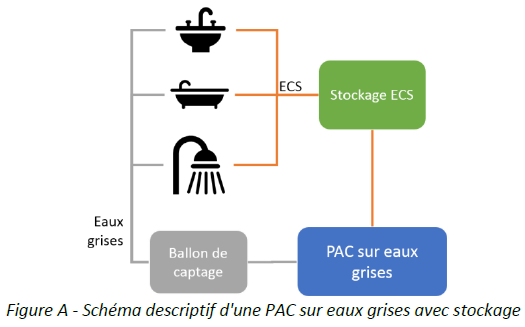 ECS
Stockage ECS
Eaux
grises
Ballon de
captage
PAC sur eaux
grises
Figure A - Schéma descriptif d'une PAC sur eaux grises avec stockage